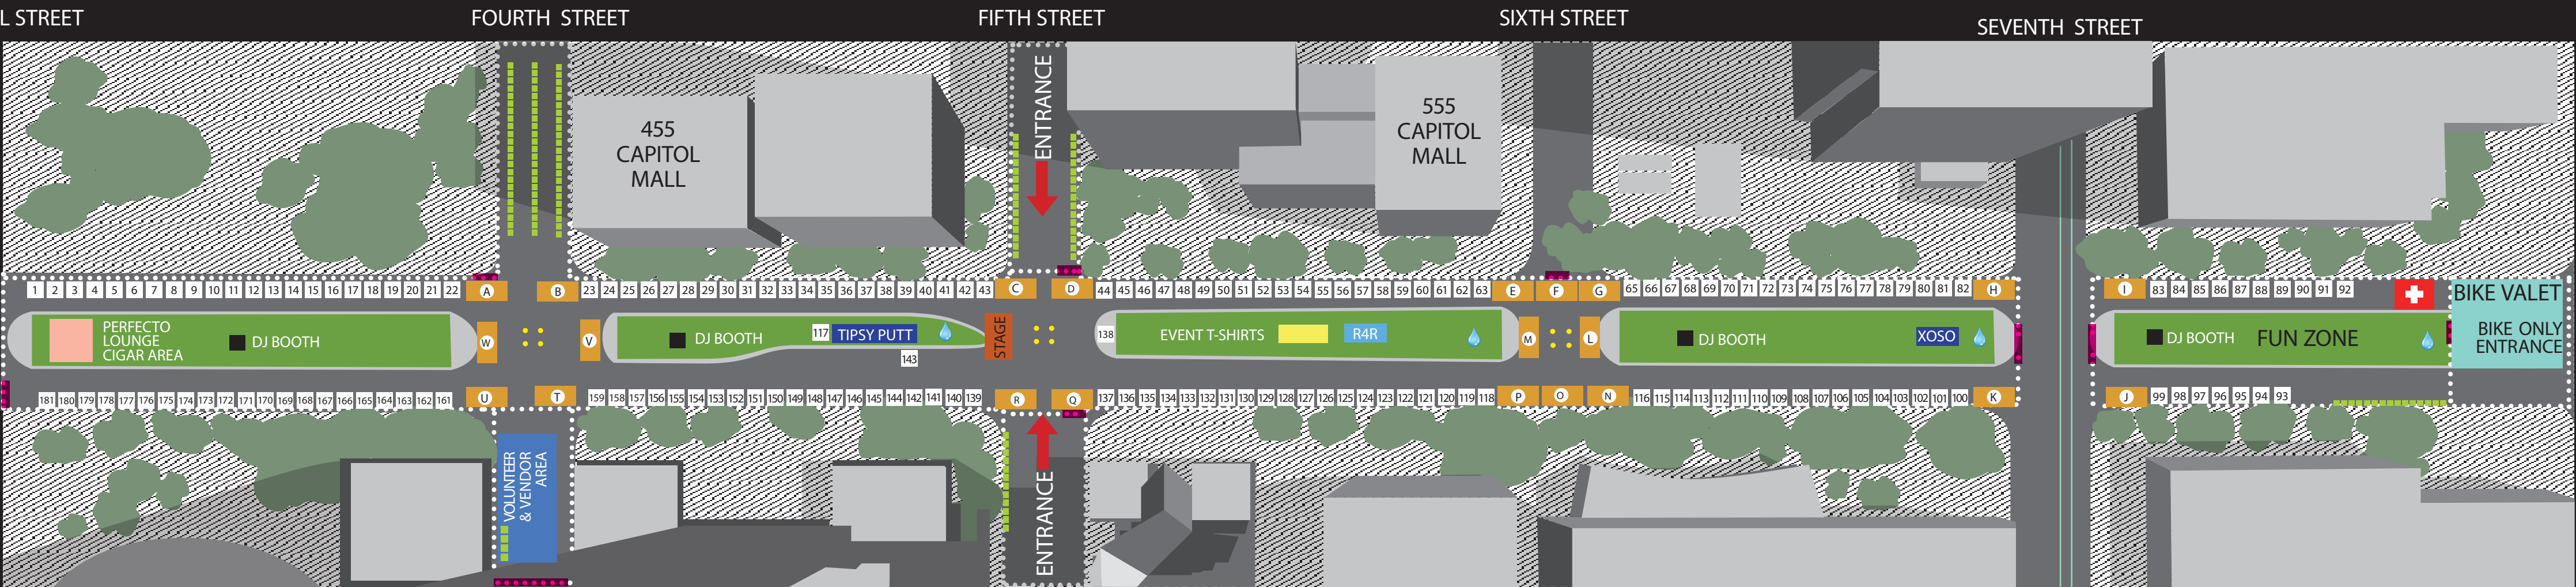 L STREET
FOURTH STREET
FIFTH STREET
SIXTH STREET
SEVENTH STREET
455
CAPITOL
MALL
ENTRANCE
555
CAPITOL
MALL
1 2 3 4 5 6 7 8 9 10 11 12 13 14 15 16 17 18 19 20 21 22 A B 23 24 25 26 27 28 29 30 31 32 33 34 35 36 37 38 39 40 41 42 43 C D 44 45 46 47 48 49 50 51 52 53 54 55 56 57 58 59 60 61 62 63 E F G 65 66 67 68 69 70 71 72 73 74 75 76 77 78 79 80 81 82 H I 83 84 85 86 87 89 90 91 92
BIKE VALET
BIKE ONLY
ENTRANCE
PERFECTO
LOUNGE
CIGAR AREA
DJ BOOTH
W
V
DJ BOOTH
117
TIPSY PUTT
143
STAGE
138
EVENT T-SHIRTS
R4R
M
L
DJ BOOTH
XOSO
DJ BOOTH
FUN ZONE
181 180 179 178 177 176 175 174 173 172 171 170 169 168 167 166 165 164 163 162 161 U T 159 158 157 156 155 154 153 152 151 150 149 148 147 146 145 144 142 141 140 139 R Q 137 136 135 134 133 132 131 130 129 128 127 126 125 124 123 122 121 120 119 118 P O N 116 115 114 113 112 111 110 109 108 107 106 105 104 103 102 101 100 K J 99 98 97 96 95 94 93
VOLUNTEER
& VENDOR
AREA
ENTRANCE